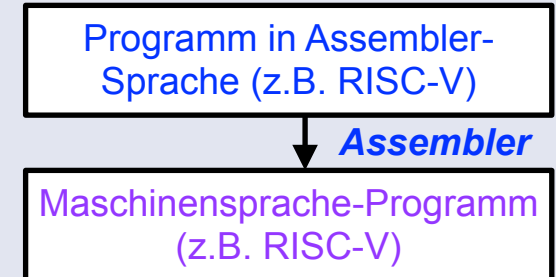 Programm in Assembler-
Sprache (z.B. RISC-V)
Assembler
Maschinensprache-Programm
(z.B. RISC-V)